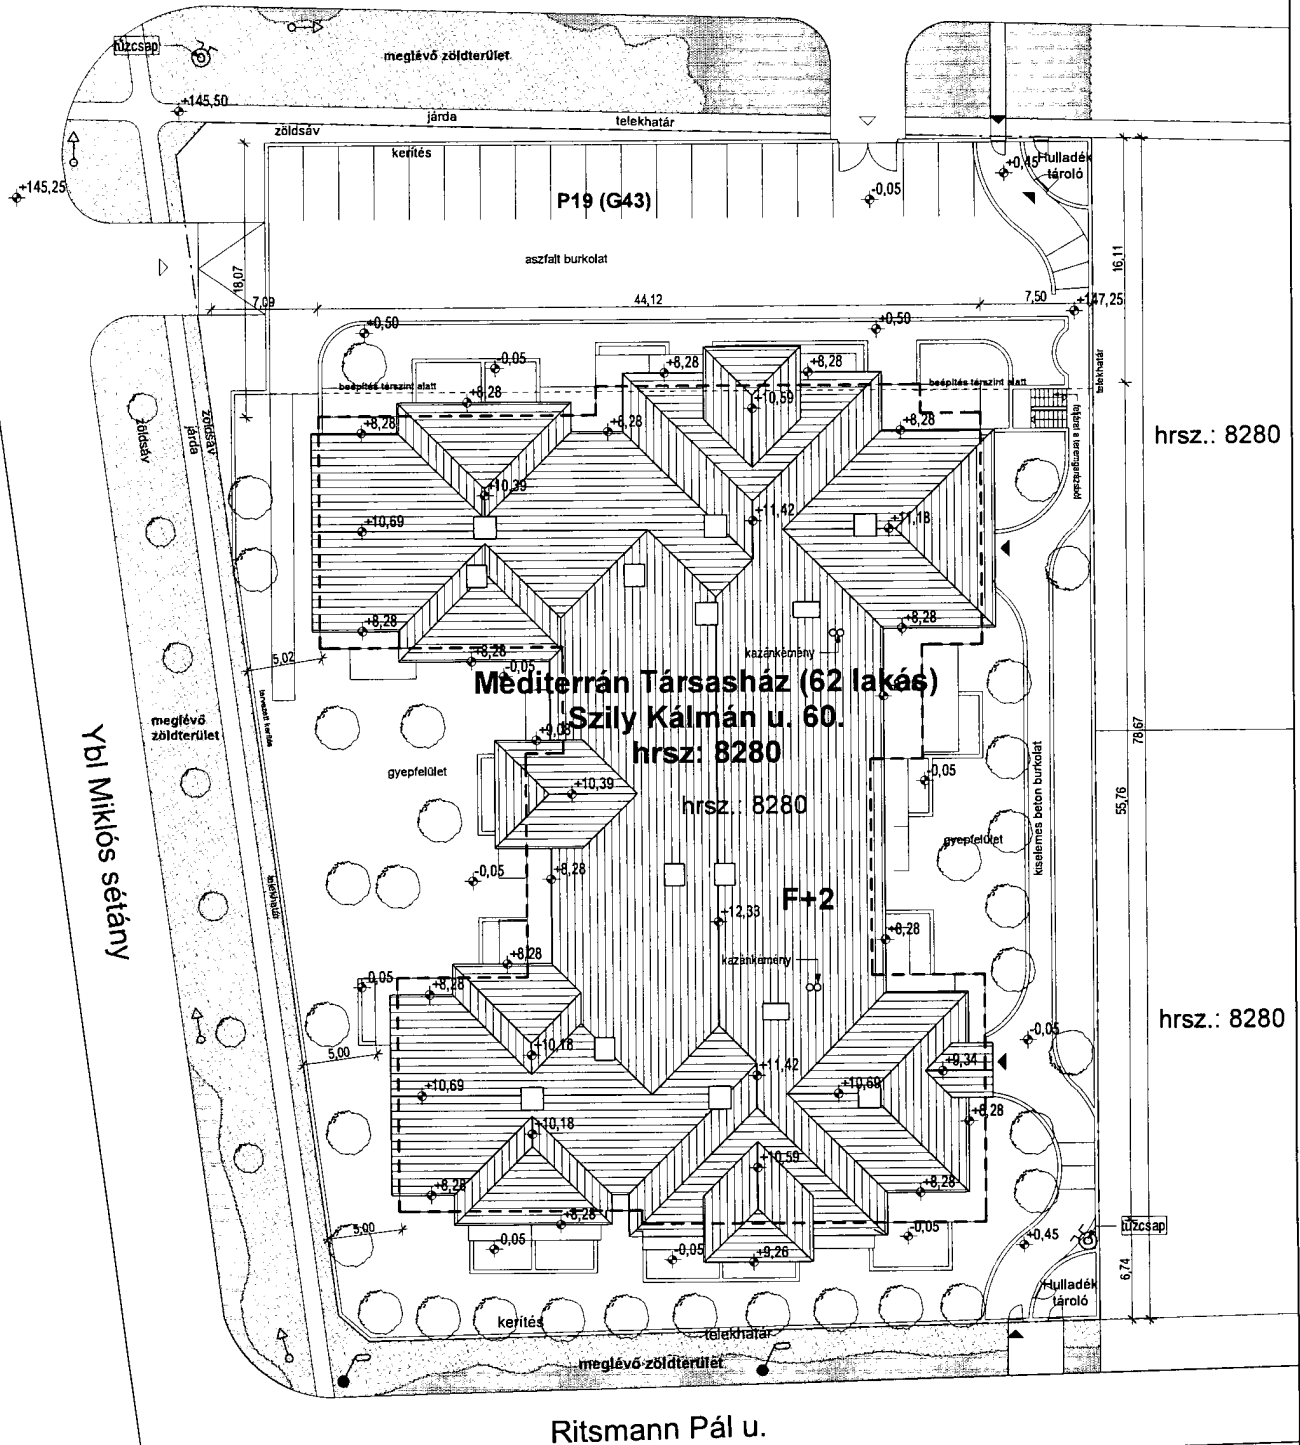 tűzcsap
meglévő zöldterület
+145,50
járda
telekhatár
zöldsáv
kerítés
+0,45
Hulladék
tároló
+145,25
P19 (G43)
-0,05
aszfalt burkolat
16,11
18,07
7,09
44,12
7,50
+147,25
+0,50
+0,50
telekhatár
-0,05
+8,28
+8,28
beépítés térszint alatt
beépítés térszint alatt
+8,28
+10,59
zöldsáv
járda
zöldsáv
+8,28
+8,28
+8,28
hrsz.: 8280
+10,39
+10,69
+11,42
+11,18
+8,28
+8,28
+8,28
5,02
-0,05
kazánkémény
Mediterrán Társasház (62 lakás)
Szily Kálmán u. 60.
hrsz: 8280
tervezett kerítés
meglévő
zöldterület
+9,08
78,67
gyepfelület
+10,39
-0,05
hrsz.: 8280
55,76
kiselemes beton burkolat
gyepfelület
Ybl Miklós sétány
-0,05
+8,28
telekhatár
F+2
+12,33
+8,28
+8,28
kazánkémény
-0,05
+8,28
hrsz.: 8280
-0,05
5,00
+10,18
+11,42
+9,34
+10,69
+10,69
+8,28
+10,18
+10,59
+8,28
+8,28
+8,28
5,00
-0,05
-0,05
+9,26
-0,05
+0,45
tűzcsap
6,74
Hulladék
tároló
kerítés
telekhatár
meglévő zöldterület
Ritsmann Pál u.